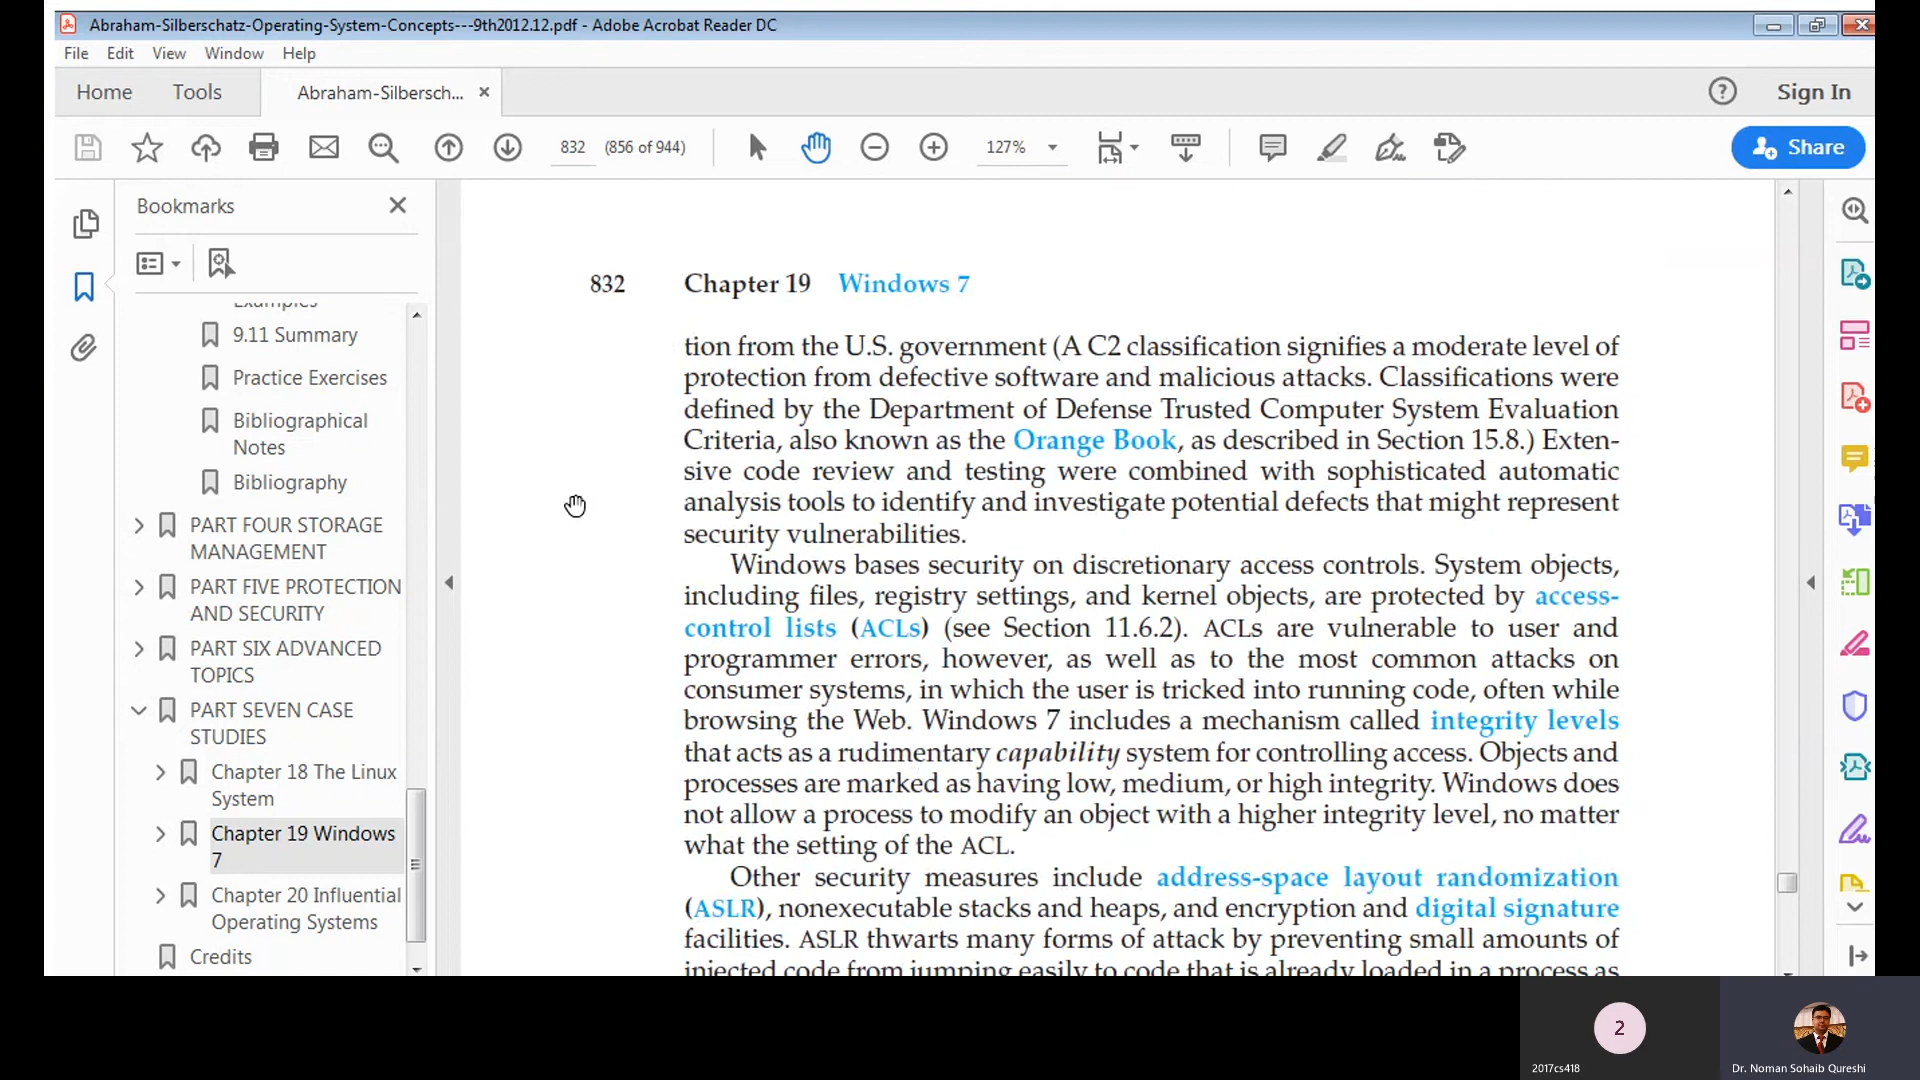 Abraham-Silberschatz-Operating-System-Concepts---9th2012.12.pdf - Adobe Acrobat Reader DC
File Edit View Window Help
Home Tools Abraham-Silbersch... Sign In
832 (856 of 944) 127% Share
Bookmarks
Examples
9.11 Summary
Practice Exercises
Bibliographical
Notes
Bibliography
PART FOUR STORAGE
MANAGEMENT
PART FIVE PROTECTION
AND SECURITY
PART SIX ADVANCED
TOPICS
PART SEVEN CASE
STUDIES
Chapter 18 The Linux
System
Chapter 19 Windows
7
Chapter 20 Influential
Operating Systems
Credits
832 Chapter 19 Windows 7
tion from the U.S. government (A C2 classification signifies a moderate level of
protection from defective software and malicious attacks. Classifications were
defined by the Department of Defense Trusted Computer System Evaluation
Criteria, also known as the Orange Book, as described in Section 15.8.) Exten-
sive code review and testing were combined with sophisticated automatic
analysis tools to identify and investigate potential defects that might represent
security vulnerabilities.
Windows bases security on discretionary access controls. System objects,
including files, registry settings, and kernel objects, are protected by access-
control lists (ACLs) (see Section 11.6.2). ACLs are vulnerable to user and
programmer errors, however, as well as to the most common attacks on
consumer systems, in which the user is tricked into running code, often while
browsing the Web. Windows 7 includes a mechanism called integrity levels
that acts as a rudimentary capability system for controlling access. Objects and
processes are marked as having low, medium, or high integrity. Windows does
not allow a process to modify an object with a higher integrity level, no matter
what the setting of the ACL.
Other security measures include address-space layout randomization
(ASLR), nonexecutable stacks and heaps, and encryption and digital signature
facilities. ASLR thwarts many forms of attack by preventing small amounts of
injected code from jumping easily to code that is already loaded in a process as
2
2017cs418 Dr. Noman Sohaib Qureshi